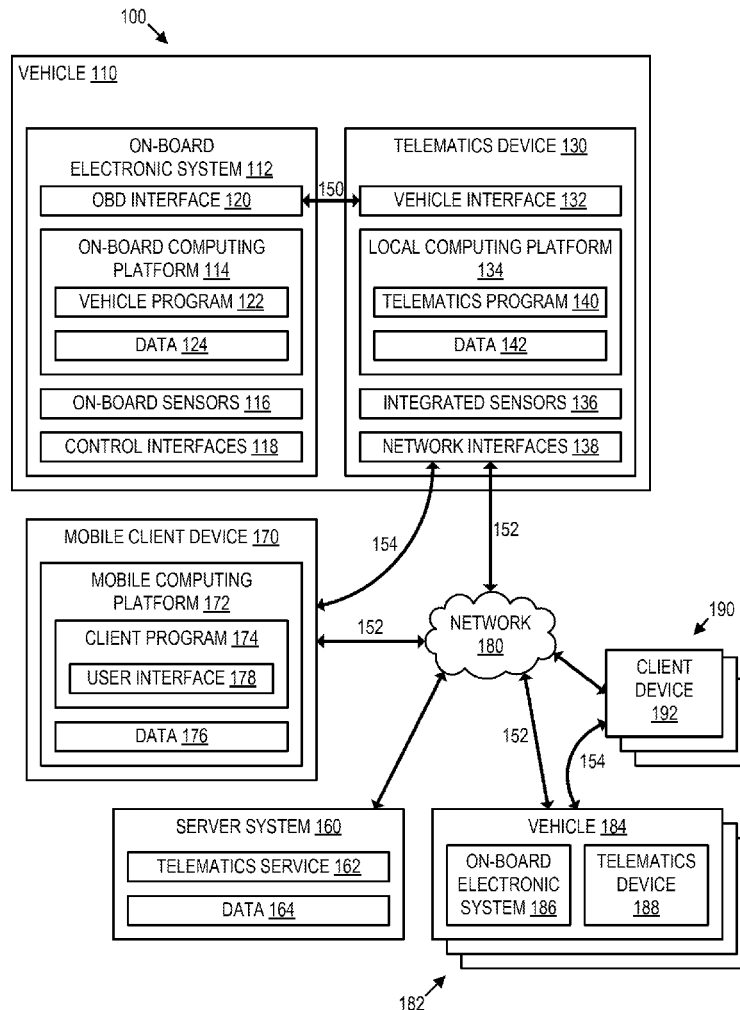 100
VEHICLE 110
ON-BOARD
ELECTRONIC SYSTEM 112
OBD INTERFACE 120
ON-BOARD COMPUTING
PLATFORM 114
VEHICLE PROGRAM 122
DATA 124
ON-BOARD SENSORS 116
CONTROL INTERFACES 118
150
TELEMATICS DEVICE 130
VEHICLE INTERFACE 132
LOCAL COMPUTING PLATFORM
134
TELEMATICS PROGRAM 140
DATA 142
INTEGRATED SENSORS 136
NETWORK INTERFACES 138
154
152
MOBILE CLIENT DEVICE 170
MOBILE COMPUTING
PLATFORM 172
CLIENT PROGRAM 174
USER INTERFACE 178
DATA 176
152
NETWORK
180
190
CLIENT
DEVICE
192
152
154
SERVER SYSTEM 160
TELEMATICS SERVICE 162
DATA 164
VEHICLE 184
ON-BOARD
ELECTRONIC
SYSTEM 186
TELEMATICS
DEVICE
188
182